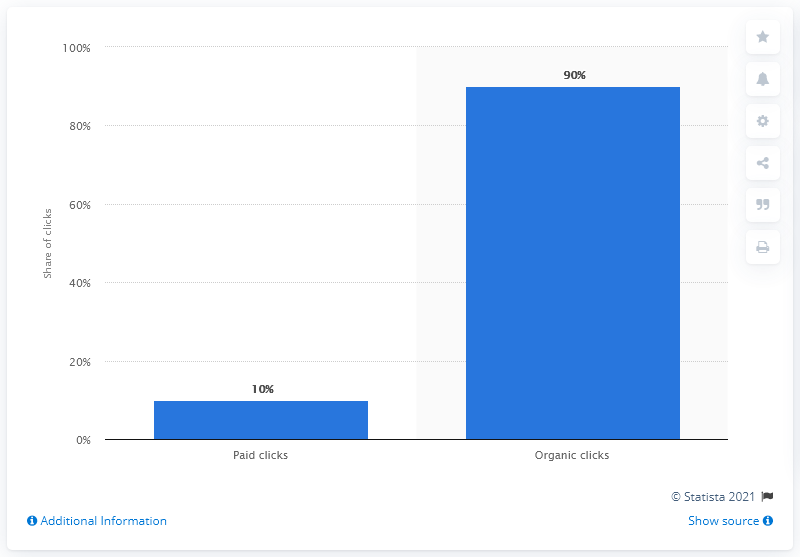 100%
80%
60%
40%
20%
0%
Share of clicks
10%
90%
Paid clicks
Organic clicks
© Statista 2021
Additional Information
Show source